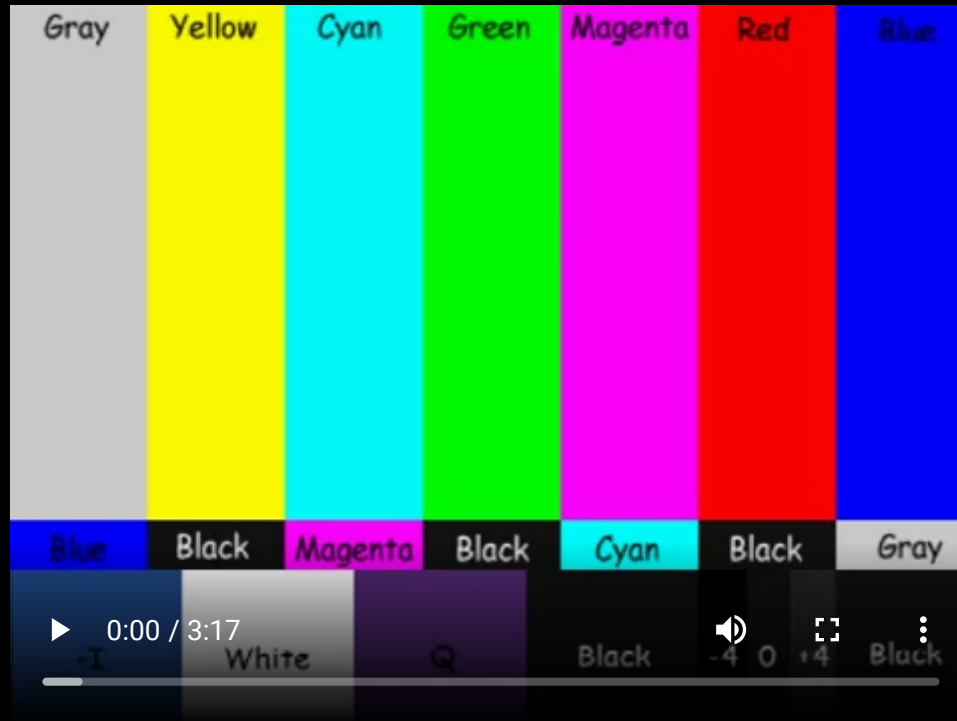 Gray Yellow Cyan Green Magenta Red Blue
Blue Black Magenta Black Cyan Black Gray
0:00 / 3:17
-I White Q Black -4 0 +4 Black